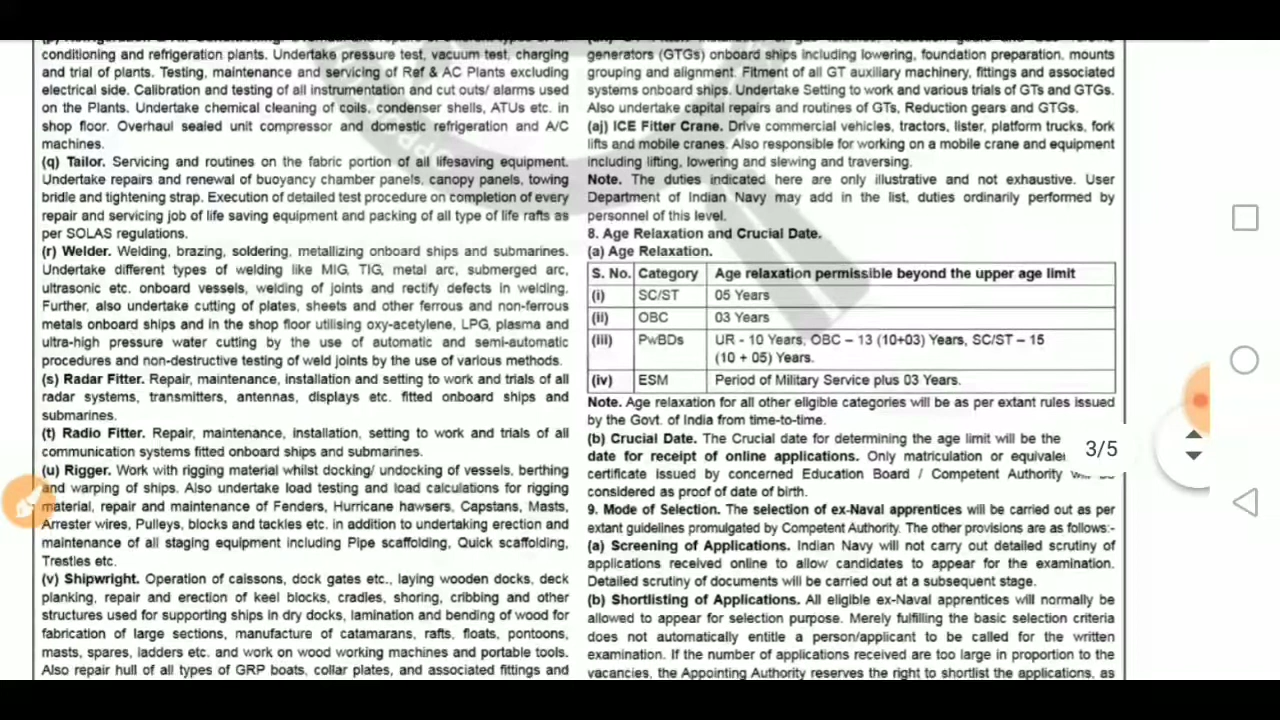 conditioning and refrigeration plants. Undertake pressure test, vacuum test, charging
and trial of plants. Testing, maintenance and servicing of Ref & AC Plants excluding
electrical side. Calibration and testing of all instrumentation and cut outs/ alarms used
on the Plants. Undertake chemical cleaning of coils, condenser shells, ATUs etc. in
shop floor. Overhaul sealed unit compressor and domestic refrigeration and A/C
machines.
(q) Tailor. Servicing and routines on the fabric portion of all lifesaving equipment.
Undertake repairs and renewal of buoyancy chamber panels, canopy panels, towing
bridle and tightening strap. Execution of detailed test procedure on completion of every
repair and servicing job of life saving equipment and packing of all type of life rafts as
per SOLAS regulations.
(r) Welder. Welding, brazing, soldering, metallizing onboard ships and submarines.
Undertake different types of welding like MIG, TIG, metal arc, submerged arc,
ultrasonic etc. onboard vessels, welding of joints and rectify defects in welding.
Further, also undertake cutting of plates, sheets and other ferrous and non-ferrous
metals onboard ships and in the shop floor utilising oxy-acetylene, LPG, plasma and
ultra-high pressure water cutting by the use of automatic and semi-automatic
procedures and non-destructive testing of weld joints by the use of various methods.
(s) Radar Fitter. Repair, maintenance, installation and setting to work and trials of all
radar systems, transmitters, antennas, displays etc. fitted onboard ships and
submarines.
(t) Radio Fitter. Repair, maintenance, installation, setting to work and trials of all
communication systems fitted onboard ships and submarines.
(u) Rigger. Work with rigging material whilst docking/ undocking of vessels, berthing
and warping of ships. Also undertake load testing and load calculations for rigging
material, repair and maintenance of Fenders, Hurricane hawsers, Capstans, Masts,
Arrester wires, Pulleys, blocks and tackles etc. in addition to undertaking erection and
maintenance of all staging equipment including Pipe scaffolding, Quick scaffolding,
Trestles etc.
(v) Shipwright. Operation of caissons, dock gates etc., laying wooden docks, deck
planking, repair and erection of keel blocks, cradles, shoring, cribbing and other
structures used for supporting ships in dry docks, lamination and bending of wood for
fabrication of large sections, manufacture of catamarans, rafts, floats, pontoons,
masts, spares, ladders etc. and work on wood working machines and portable tools.
Also repair hull of all types of GRP boats, collar plates, and associated fittings and
generators (GTGs) onboard ships including lowering, foundation preparation, mounts
grouping and alignment. Fitment of all GT auxiliary machinery, fittings and associated
systems onboard ships. Undertake Setting to work and various trials of GTs and GTGs.
Also undertake capital repairs and routines of GTs, Reduction gears and GTGs.
(aj) ICE Fitter Crane. Drive commercial vehicles, tractors, lister, platform trucks, fork
lifts and mobile cranes. Also responsible for working on a mobile crane and equipment
including lifting, lowering and slewing and traversing.
Note. The duties indicated here are only illustrative and not exhaustive. User
Department of Indian Navy may add in the list, duties ordinarily performed by
personnel of this level.
8. Age Relaxation and Crucial Date.
(a) Age Relaxation.
S. No. Category Age relaxation permissible beyond the upper age limit
(i) SC/ST 05 Years
(ii) OBC 03 Years
(iii) PwBDs UR - 10 Years, OBC – 13 (10+03) Years, SC/ST – 15
(10 + 05) Years.
(iv) ESM Period of Military Service plus 03 Years.
Note. Age relaxation for all other eligible categories will be as per extant rules issued
by the Govt. of India from time-to-time.
(b) Crucial Date. The Crucial date for determining the age limit will be the
date for receipt of online applications. Only matriculation or
certificate issued by concerned Education Board / Competent Authority
considered as proof of date of birth.
9. Mode of Selection. The selection of ex-Naval apprentices will be carried out as per
extant guidelines promulgated by Competent Authority. The other provisions are as follows:-
(a) Screening of Applications. Indian Navy will not carry out detailed scrutiny of
applications received online to allow candidates to appear for the examination.
Detailed scrutiny of documents will be carried out at a subsequent stage.
(b) Shortlisting of Applications. All eligible ex-Naval apprentices will normally be
allowed to appear for selection purpose. Merely fulfilling the basic selection criteria
does not automatically entitle a person/applicant to be called for the written
examination. If the number of applications received are too large in proportion to the
vacancies, the Appointing Authority reserves the right to shortlist the applications, as
3/5